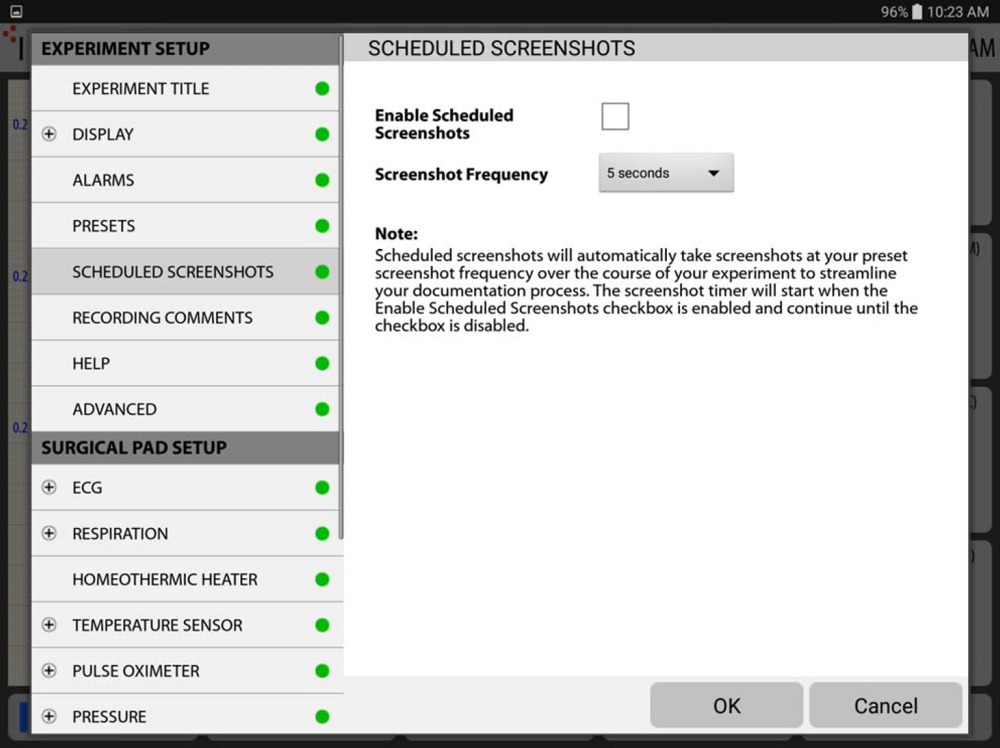 96% 10:23 AM
AM
EXPERIMENT SETUP
EXPERIMENT TITLE
DISPLAY
ALARMS
PRESETS
SCHEDULED SCREENSHOTS
RECORDING COMMENTS
HELP
ADVANCED
SURGICAL PAD SETUP
ECG
RESPIRATION
HOMEOTHERMIC HEATER
TEMPERATURE SENSOR
PULSE OXIMETER
PRESSURE
0.2
0.2
0.2
SCHEDULED SCREENSHOTS
Enable Scheduled
Screenshots
Screenshot Frequency
5 seconds
Note:
Scheduled screenshots will automatically take screenshots at your preset
screenshot frequency over the course of your experiment to streamline
your documentation process. The screenshot timer will start when the
Enable Scheduled Screenshots checkbox is enabled and continue until the
checkbox is disabled.
OK
Cancel